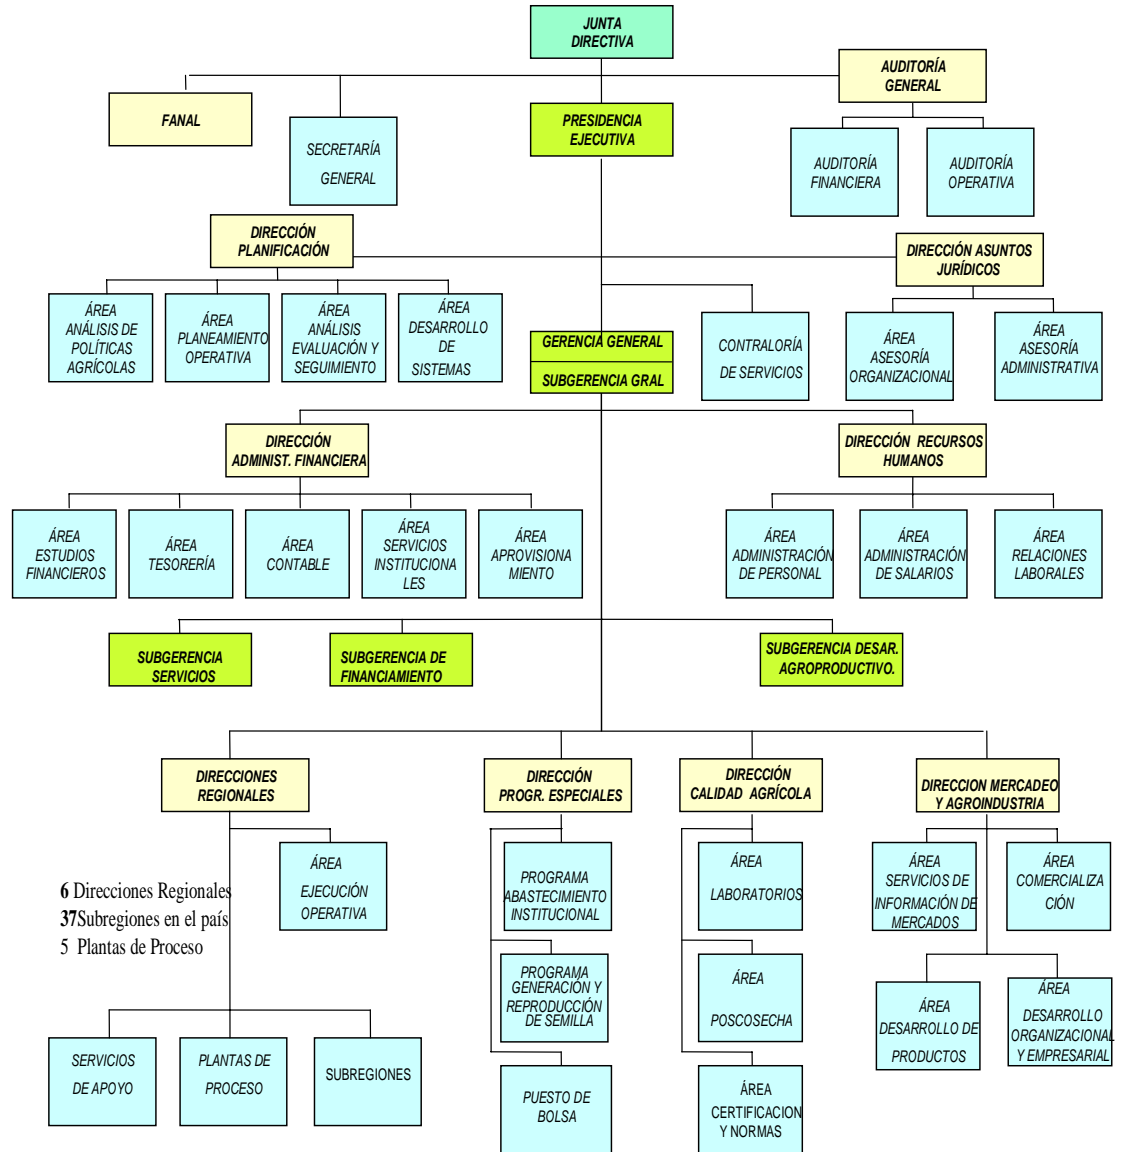 JUNTA
DIRECTIVA
AUDITORÍA
GENERAL
FANAL
SECRETARÍA
GENERAL
PRESIDENCIA
EJECUTIVA
AUDITORÍA
FINANCIERA
AUDITORÍA
OPERATIVA
DIRECCIÓN
PLANIFICACIÓN
DIRECCIÓN ASUNTOS
JURÍDICOS
ÁREA
ANÁLISIS DE
POLÍTICAS
AGRÍCOLAS
ÁREA
PLANEAMIENTO
OPERATIVA
ÁREA
ANÁLISIS
EVALUACIÓN Y
SEGUIMIENTO
ÁREA
DESARROLLO
DE
SISTEMAS
GERENCIA GENERAL
SUBGERENCIA GRAL
CONTRALORÍA
DE SERVICIOS
ÁREA
ASESORÍA
ORGANIZACIONAL
ÁREA
ASESORÍA
ADMINISTRATIVA
DIRECCIÓN
ADMINIST. FINANCIERA
DIRECCIÓN RECURSOS
HUMANOS
ÁREA
ESTUDIOS
FINANCIEROS
ÁREA
TESORERÍA
ÁREA
CONTABLE
ÁREA
SERVICIOS
INSTITUCIONA
LES
ÁREA
APROVISIONA
MIENTO
ÁREA
ADMINISTRACIÓN
DE PERSONAL
ÁREA
ADMINISTRACIÓN
DE SALARIOS
ÁREA
RELACIONES
LABORALES
SUBGERENCIA
SERVICIOS
SUBGERENCIA DE
FINANCIAMIENTO
SUBGERENCIA DESAR.
AGROPRODUCTIVO.
DIRECCIONES
REGIONALES
DIRECCIÓN
PROGR. ESPECIALES
DIRECCIÓN
CALIDAD AGRÍCOLA
DIRECCION MERCADEO
Y AGROINDUSTRIA
6 Direcciones Regionales
37Subregiones en el país
5 Plantas de Proceso
ÁREA
EJECUCIÓN
OPERATIVA
PROGRAMA
ABASTECIMIENTO
INSTITUCIONAL
ÁREA
LABORATORIOS
ÁREA
SERVICIOS DE
INFORMACIÓN DE
MERCADOS
ÁREA
COMERCIALIZA
CIÓN
PROGRAMA
GENERACIÓN Y
REPRODUCCIÓN
DE SEMILLA
ÁREA
POSCOSECHA
ÁREA
DESARROLLO DE
PRODUCTOS
ÁREA
DESARROLLO
ORGANIZACIONAL
Y EMPRESARIAL
SERVICIOS
DE APOYO
PLANTAS DE
PROCESO
SUBREGIONES
PUESTO DE
BOLSA
ÁREA
CERTIFICACION
Y NORMAS